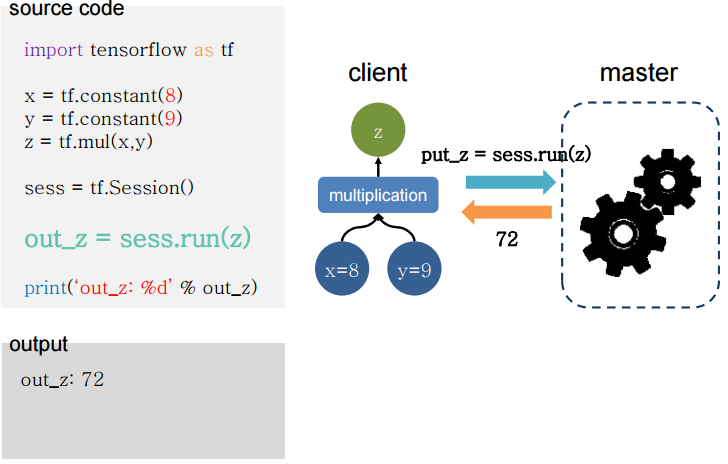 source code
import tensorflow as tf
x = tf.constant(8)
y = tf.constant(9)
z = tf.mul(x,y)
sess = tf.Session()
out_z = sess.run(z)
print(‘out_z: %d’ % out_z)
output
out_z: 72
client
z
multiplication
x=8
y=9
put_z = sess.run(z)
72
master